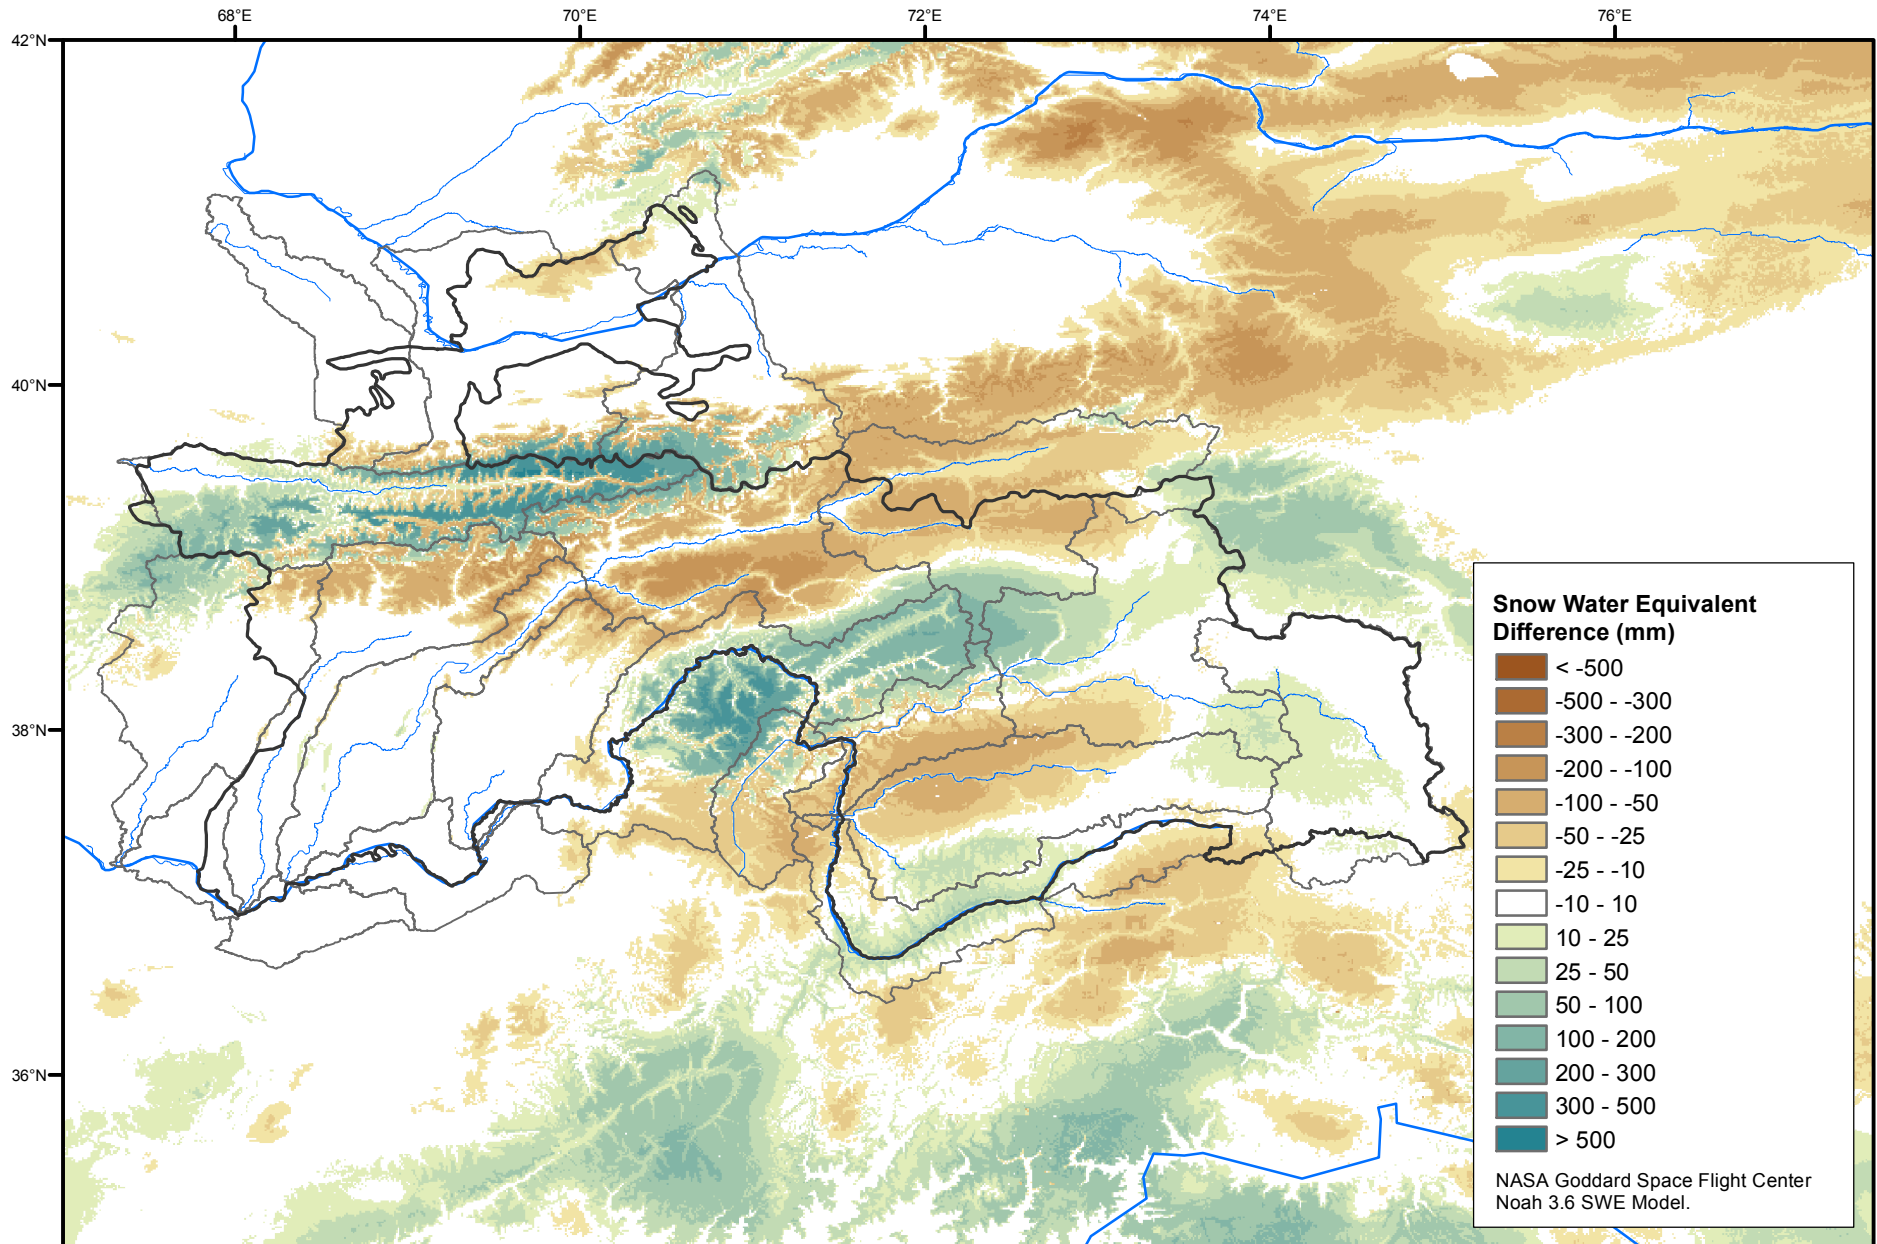 68°E
70°E
72°E
74°E
76°E
42°N
40°N
38°N
36°N
Snow Water Equivalent
Difference (mm)
< -500
-500 - -300
-300 - -200
-200 - -100
-100 - -50
-50 - -25
-25 - -10
-10 - 10
10 - 25
25 - 50
50 - 100
100 - 200
200 - 300
300 - 500
> 500
NASA Goddard Space Flight Center
Noah 3.6 SWE Model.